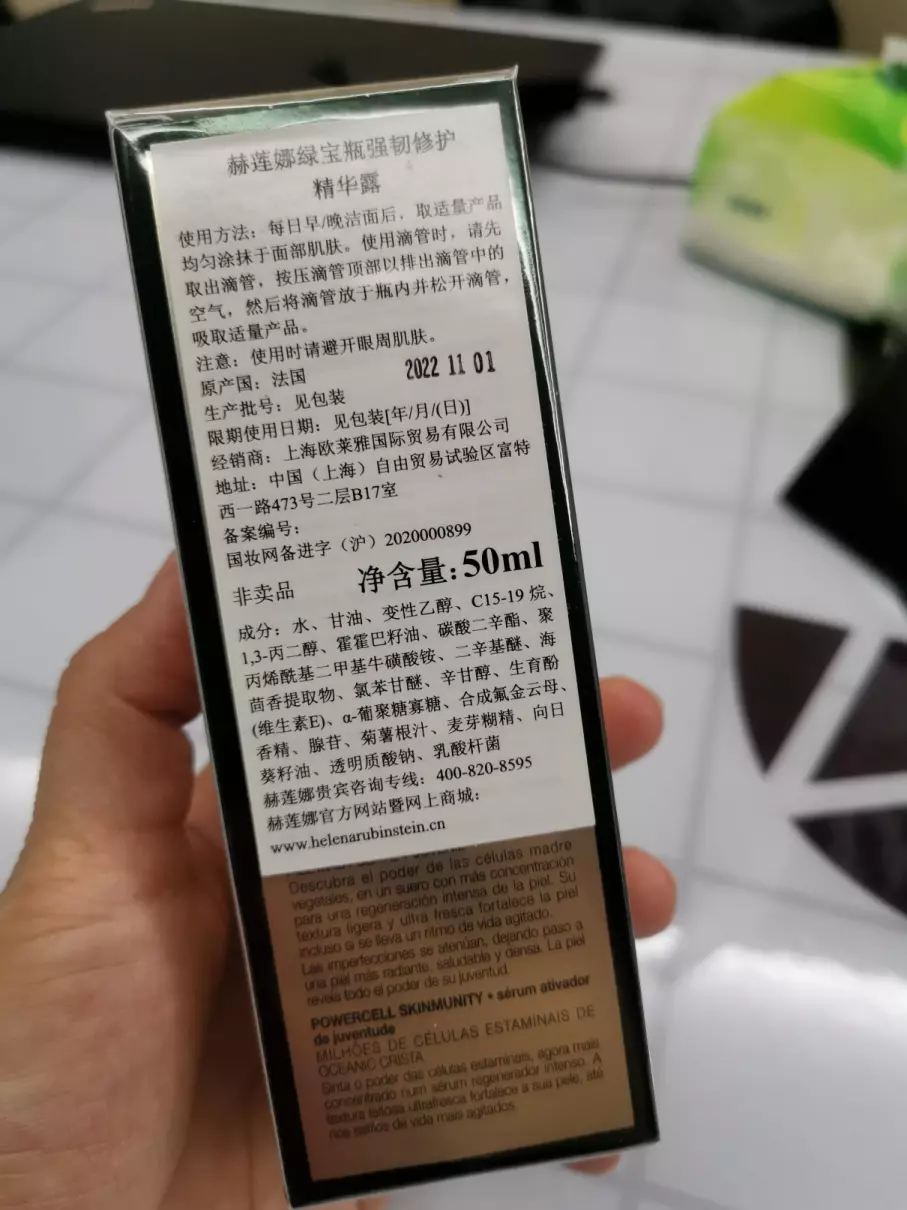 赫莲娜绿宝瓶强韧修护
精华露
使用方法：每日早/晚洁面后，取适量产品
均匀涂抹于面部肌肤。使用滴管时，请先
取出滴管，按压滴管顶部以排出滴管中的
空气，然后将滴管放于瓶内并松开滴管，
吸取适量产品。
注意：使用时请避开眼周肌肤。
原产国：法国
2022 11 01
生产批号：见包装
限期使用日期：见包装[年/月/(日)]
经销商：上海欧莱雅国际贸易有限公司
地址：中国（上海）自由贸易试验区富特
西一路473号二层B17室
备案编号：
国妆网备进字（沪）2020000899
非卖品 净含量：50ml
成分：水、甘油、变性乙醇、C15-19 烷、
1,3-丙二醇、霍霍巴籽油、碳酸二辛酯、聚
丙烯酰基二甲基牛磺酸铵、二辛基醚、海
茴香提取物、氯苯甘醚、辛甘醇、生育酚
(维生素E)、α-葡聚糖寡糖、合成氟金云母、
香精、腺苷、菊薯根汁、麦芽糊精、向日
葵籽油、透明质酸钠、乳酸杆菌
赫莲娜贵宾咨询专线：400-820-8595
赫莲娜官方网站暨网上商城：
www.helenarubinstein.cn
Descubra el poder de las células madre
vegetales, en un suero con más concentración
para una regeneración intensa de la piel. Su
textura ligera y ultra fresca fortalece la piel
incluso si se lleva un ritmo de vida agitado.
Las imperfecciones se atenúan, dejando paso a
una piel más radiante, saludable y densa. La piel
revela todo el poder de su juventud.
POWERCELL SKINMUNITY • sérum ativador
de juventude
MILHÕES DE CÉLULAS ESTAMINAIS DE
OCEANIC CRISTA
Sinta o poder das células estaminais, agora mais
concentrado num sérum regenerador intenso. A
textura leitosa ultrafresca fortalece a sua pele, até
nos estilos de vida mais agitados.